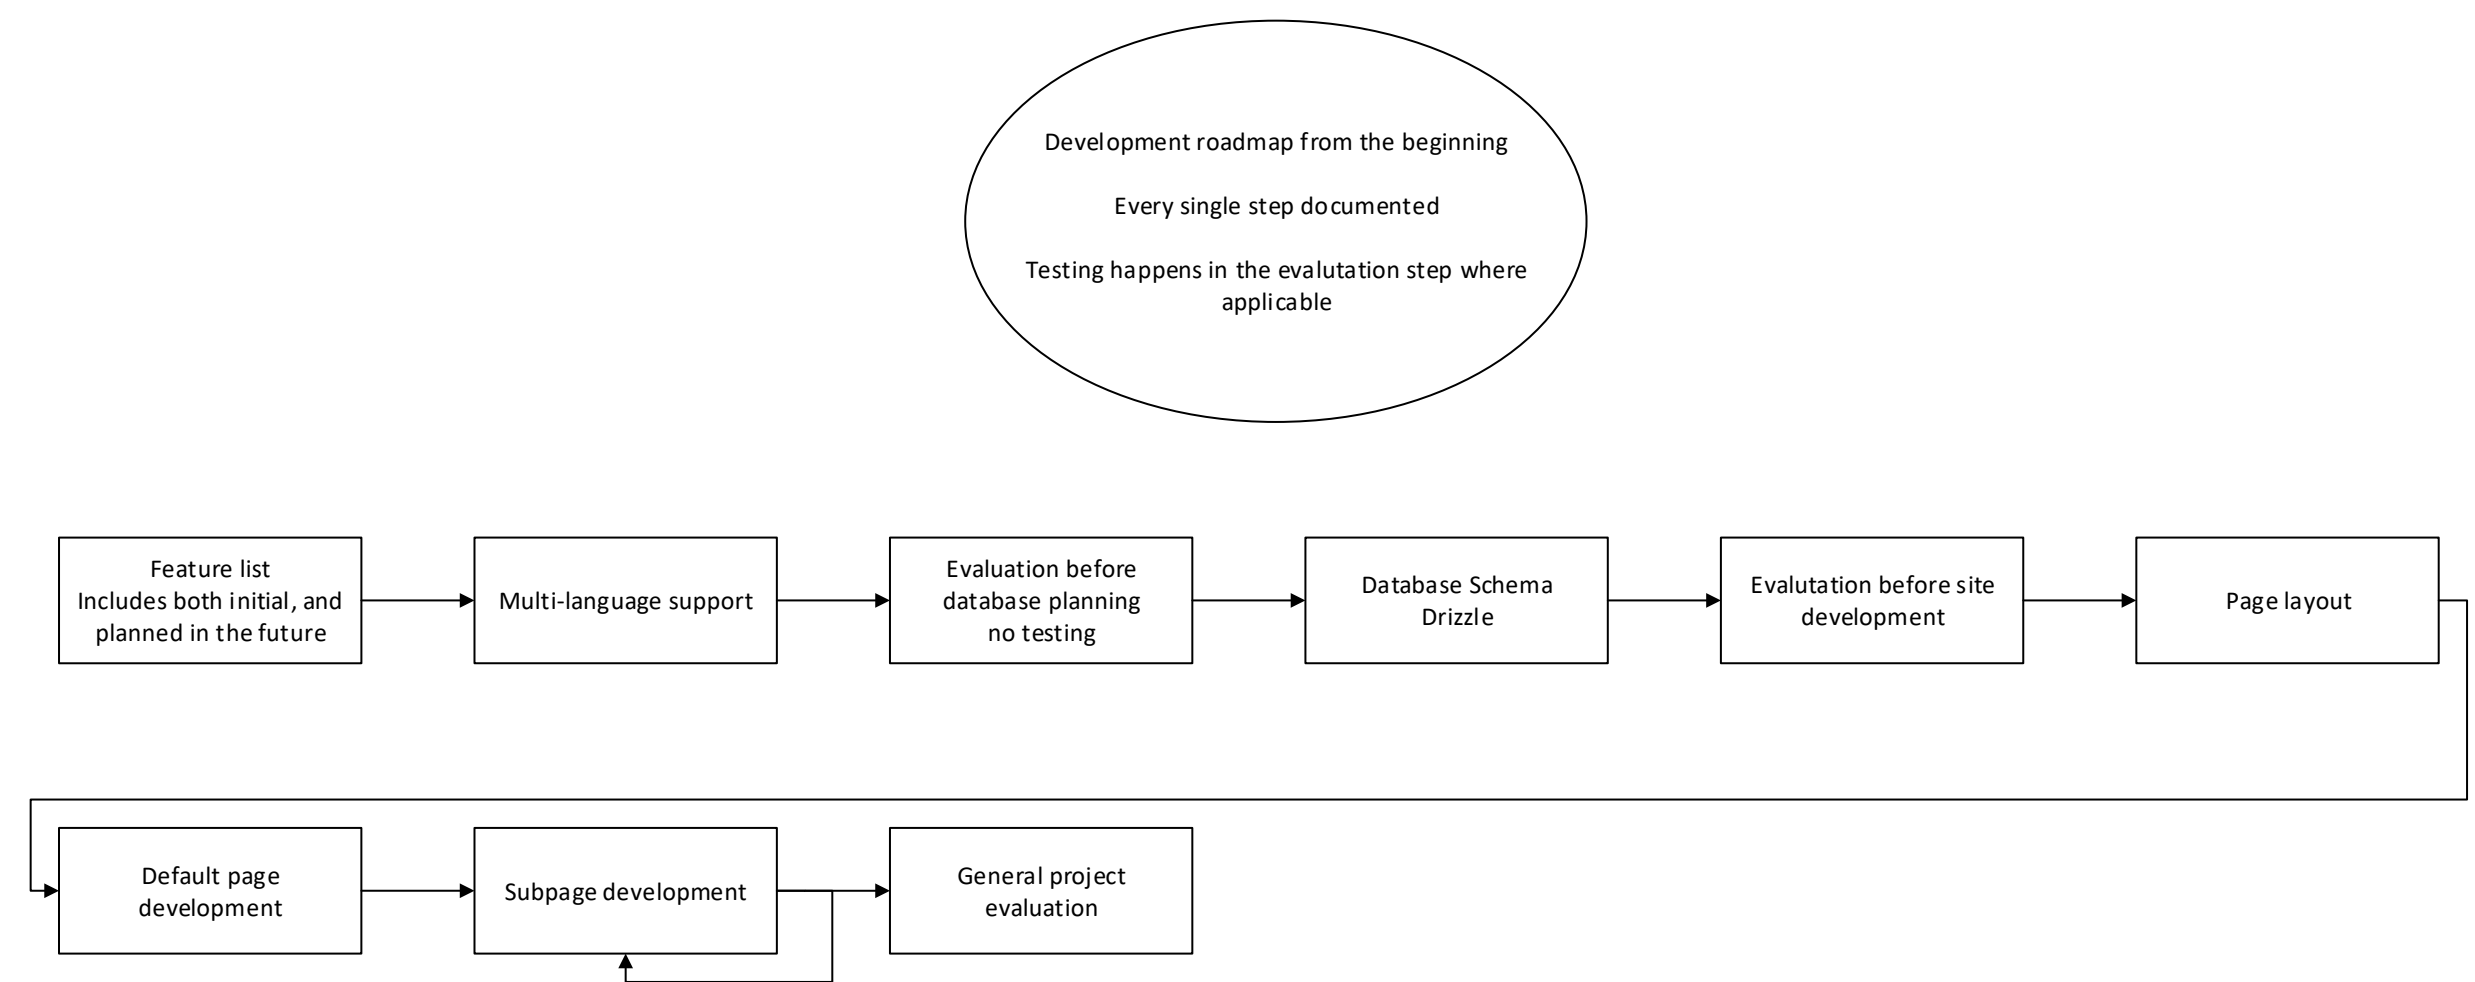 Development roadmap from the beginning
Every single step documented
Testing happens in the evalutation step where
applicable
Feature list
Includes both initial, and
planned in the future
Multi-language support
Evaluation before
database planning
no testing
Database Schema
Drizzle
Evalutation before site
development
Page layout
Default page
development
Subpage development
General project
evaluation